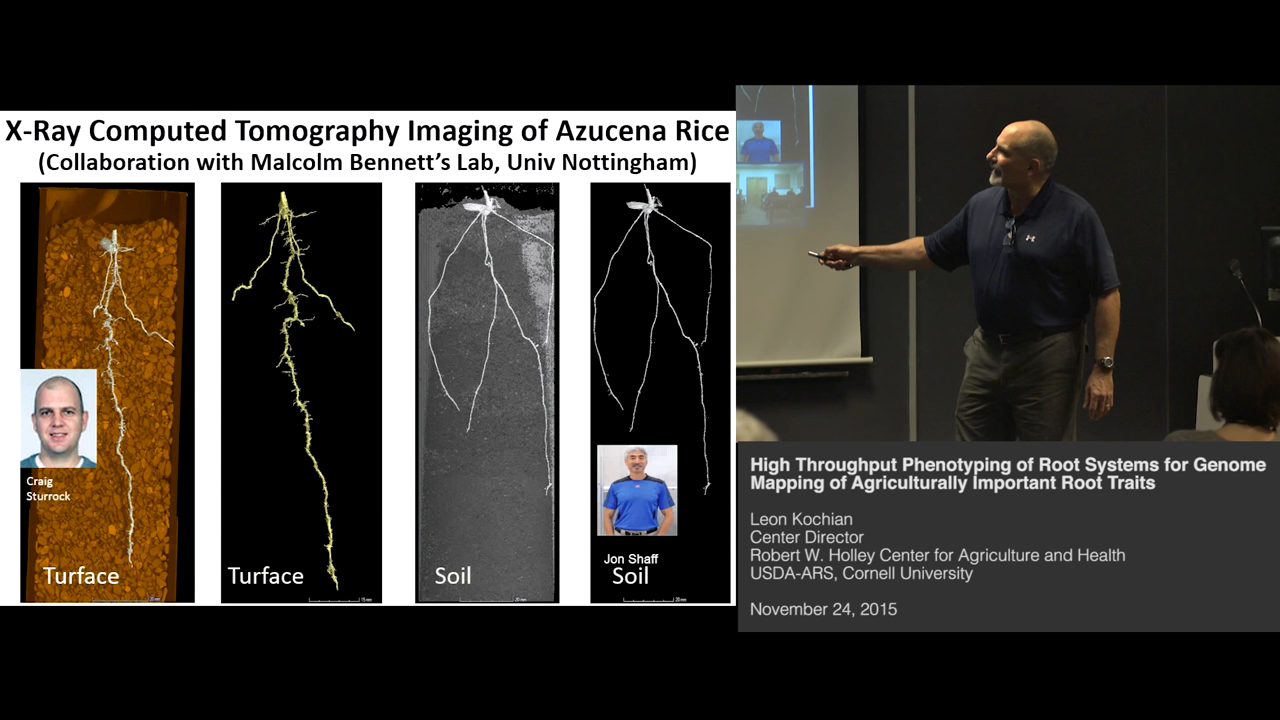 X-Ray Computed Tomography Imaging of Azucena Rice
(Collaboration with Malcolm Bennett's Lab, Univ Nottingham)
Craig
Sturrock
Turface
Turface
Soil
Jon Shaff
Soil
High Throughput Phenotyping of Root Systems for Genome
Mapping of Agriculturally Important Root Traits
Leon Kochian
Center Director
Robert W. Holley Center for Agriculture and Health
USDA-ARS, Cornell University
November 24, 2015